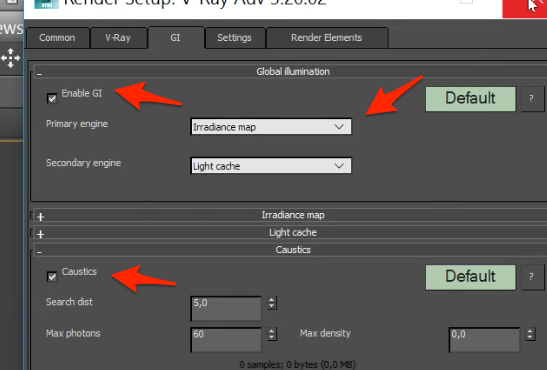 Render Setup: V-Ray Adv 3.20.02
ews
Common V-Ray GI Settings Render Elements
- Global illumination
Enable GI Default ?
Primary engine Irradiance map
Secondary engine Light cache
+ Irradiance map
+ Light cache
- Caustics
Caustics Default ?
Search dist 5,0
Max photons 60 Max density 0,0
0 samples; 0 bytes (0,0 MB)